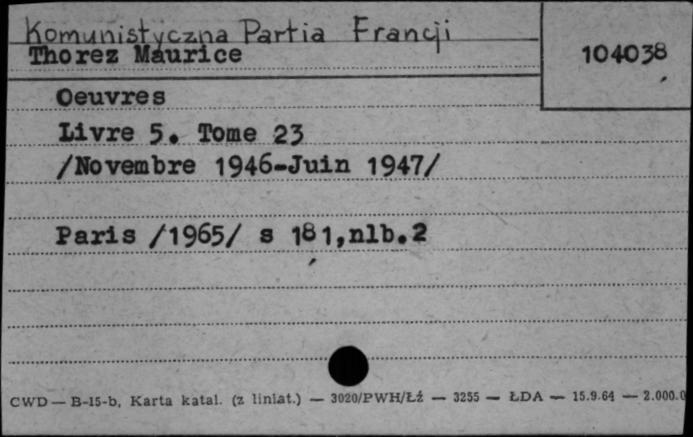 Komunistyczna Partia Francji
Thorez Maurice
104038
Oeuvres
Livre 5. Tome 23
/Novembre 1946-Juin 1947/
Paris /1965/ s 181,nlb.2
CWD — B-15-b, Karta katal. (z liniat.) — 3020/PWH/Łź — 3255 — ŁDA — 15.9.64 — 2.000.0